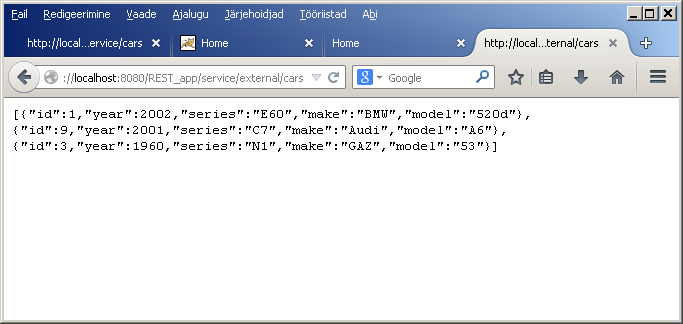 Fail Redigeerimine Vaade Ajalugu Järjehoidjad Tööriistad Abi
http://local...ervice/cars Home Home http://local...ternal/cars
://localhost:8080/REST_app/service/external/cars Google
[{"id":1,"year":2002,"series":"E60","make":"BMW","model":"520d"},
{"id":9,"year":2001,"series":"C7","make":"Audi","model":"A6"},
{"id":3,"year":1960,"series":"N1","make":"GAZ","model":"53"}]